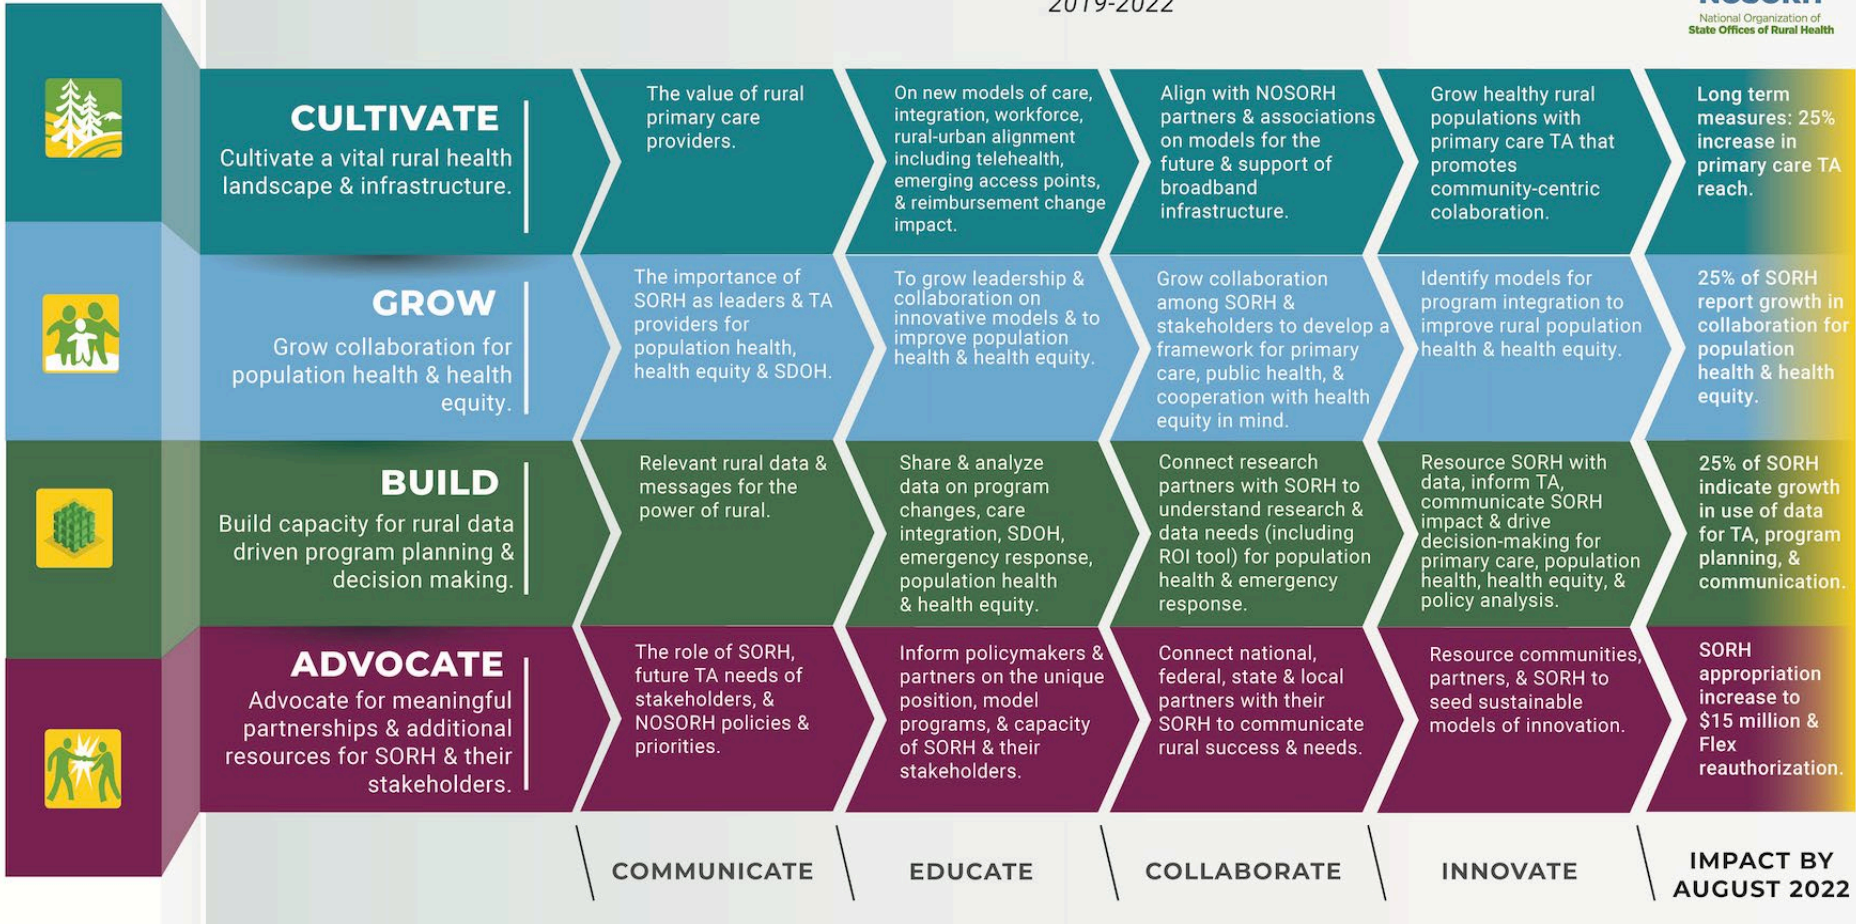 2019-2022
NOSORH
National Organization of
State Offices of Rural Health
CULTIVATE
Cultivate a vital rural health
landscape & infrastructure.
The value of rural
primary care
providers.
On new models of care,
integration, workforce,
rural-urban alignment
including telehealth,
emerging access points,
& reimbursement change
impact.
Align with NOSORH
partners & associations
on models for the
future & support of
broadband
infrastructure.
Grow healthy rural
populations with
primary care TA that
promotes
community-centric
colaboration.
Long term
measures: 25%
increase in
primary care TA
reach.
GROW
Grow collaboration for
population health & health
equity.
The importance of
SORH as leaders & TA
providers for
population health,
health equity & SDOH.
To grow leadership &
collaboration on
innovative models & to
improve population
health & health equity.
Grow collaboration
among SORH &
stakeholders to develop a
framework for primary
care, public health, &
cooperation with health
equity in mind.
Identify models for
program integration to
improve rural population
health & health equity.
25% of SORH
report growth in
collaboration for
population
health & health
equity.
BUILD
Build capacity for rural data
driven program planning &
decision making.
Relevant rural data &
messages for the
power of rural.
Share & analyze
data on program
changes, care
integration, SDOH,
emergency response,
population health
& health equity.
Connect research
partners with SORH to
understand research &
data needs (including
ROI tool) for population
health & emergency
response.
Resource SORH with
data, inform TA,
communicate SORH
impact & drive
decision-making for
primary care, population
health, health equity, &
policy analysis.
25% of SORH
indicate growth
in use of data
for TA, program
planning, &
communication.
ADVOCATE
Advocate for meaningful
partnerships & additional
resources for SORH & their
stakeholders.
The role of SORH,
future TA needs of
stakeholders, &
NOSORH policies &
priorities.
Inform policymakers &
partners on the unique
position, model
programs, & capacity
of SORH & their
stakeholders.
Connect national,
federal, state & local
partners with their
SORH to communicate
rural success & needs.
Resource communities,
partners, & SORH to
seed sustainable
models of innovation.
SORH
appropriation
increase to
$15 million &
Flex
reauthorization.
COMMUNICATE
EDUCATE
COLLABORATE
INNOVATE
IMPACT BY
AUGUST 2022